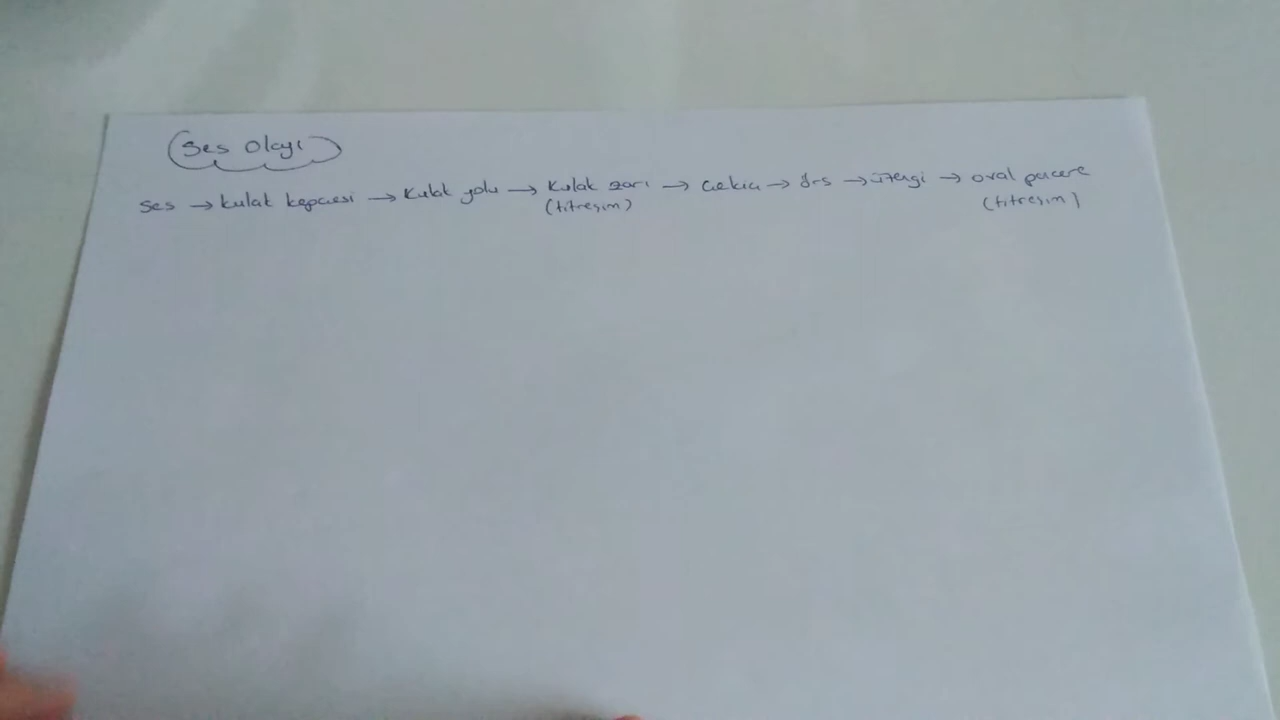 Ses Olayı
Ses → kulak kepçesi → Kulak yolu → Kulak zarı → Çekiç → örs → üzengi → oval pencere
(titreşim) (titreşim)